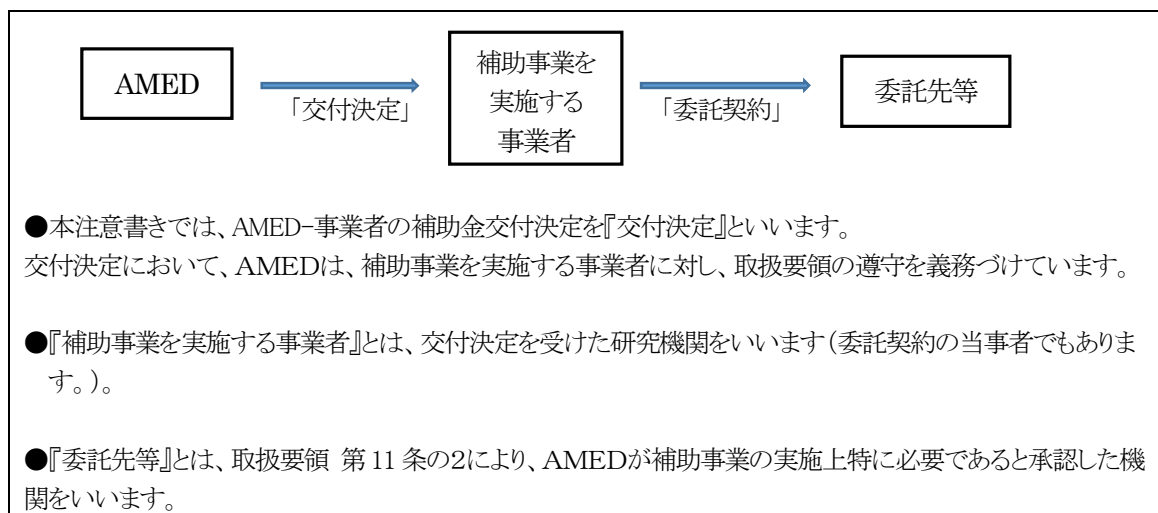 AMED
「交付決定」
補助事業を
実施する
事業者
「委託契約」
委託先等
●本注意書きでは、AMED-事業者の補助金交付決定を『交付決定』といいます。
交付決定において、AMEDは、補助事業を実施する事業者に対し、取扱要領の遵守を義務づけています。
●『補助事業を実施する事業者』とは、交付決定を受けた研究機関をいいます(委託契約の当事者でもありま
す。)。
●『委託先等』とは、取扱要領 第11条の2により、AMEDが補助事業の実施上特に必要であると承認した機
関をいいます。